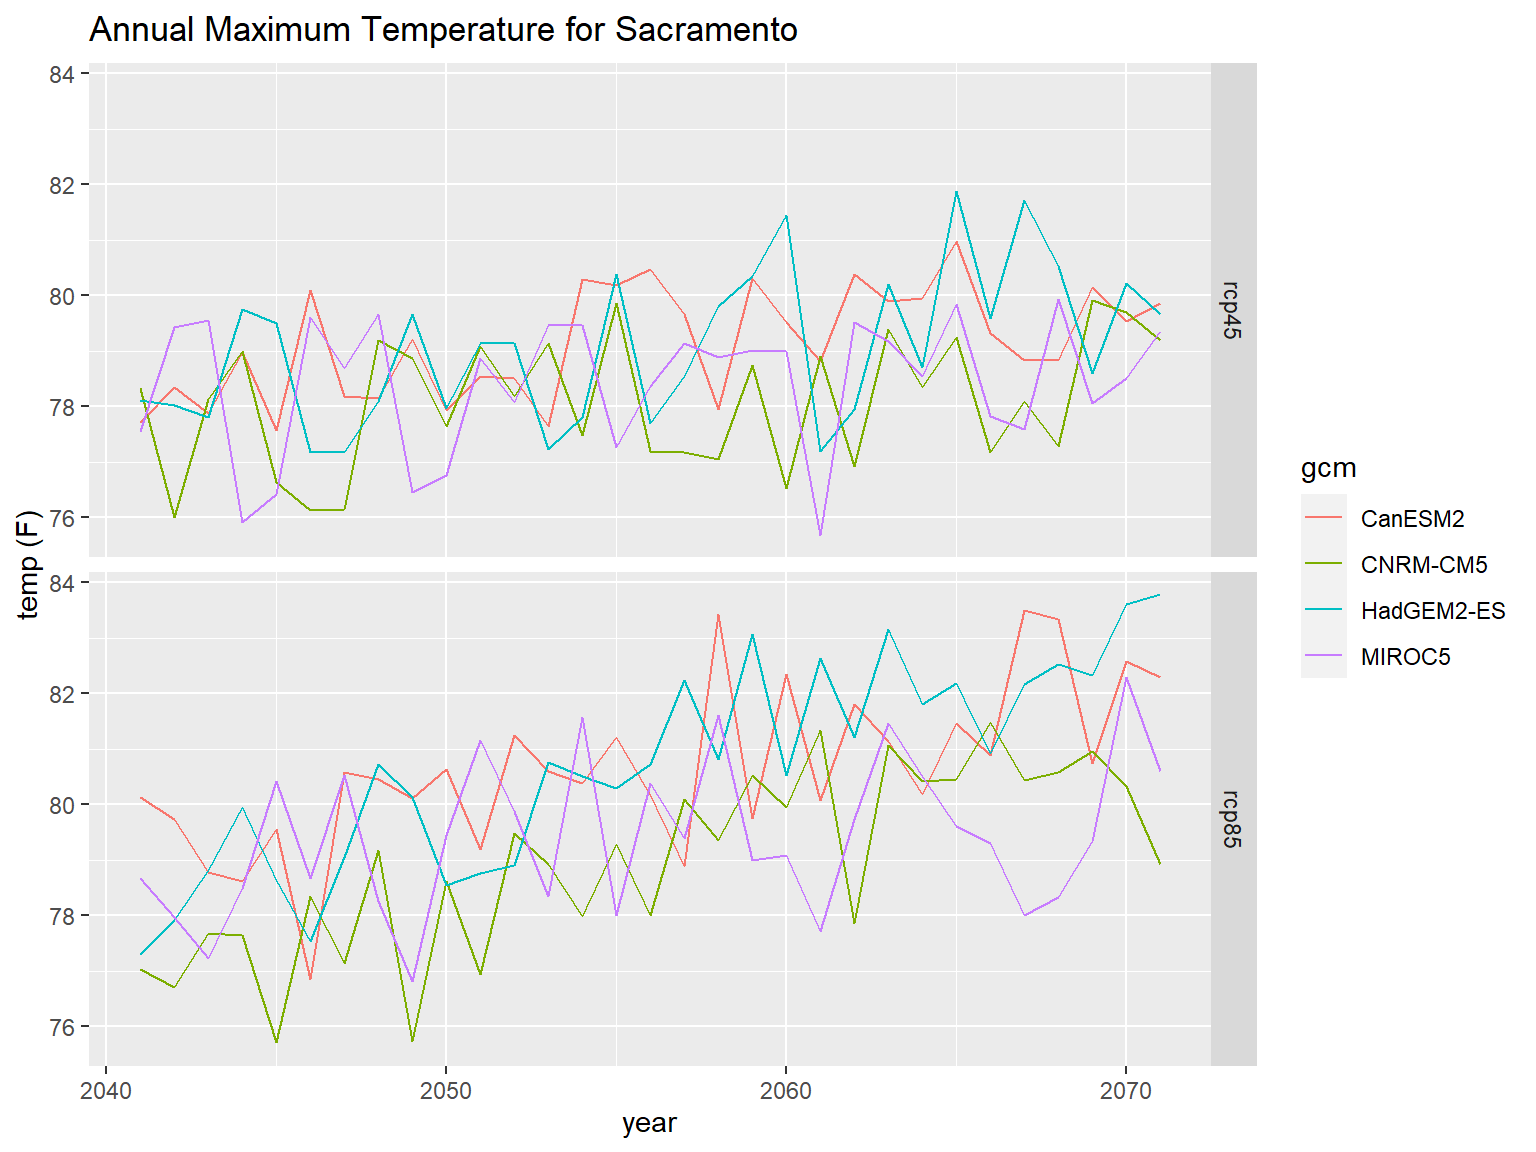 Annual Maximum Temperature for Sacramento
84
82
80
78
76
rcp45
temp (F)
84
82
80
78
76
rcp85
2040
2050
2060
2070
year
gcm
CanESM2
CNRM-CM5
HadGEM2-ES
MIROC5